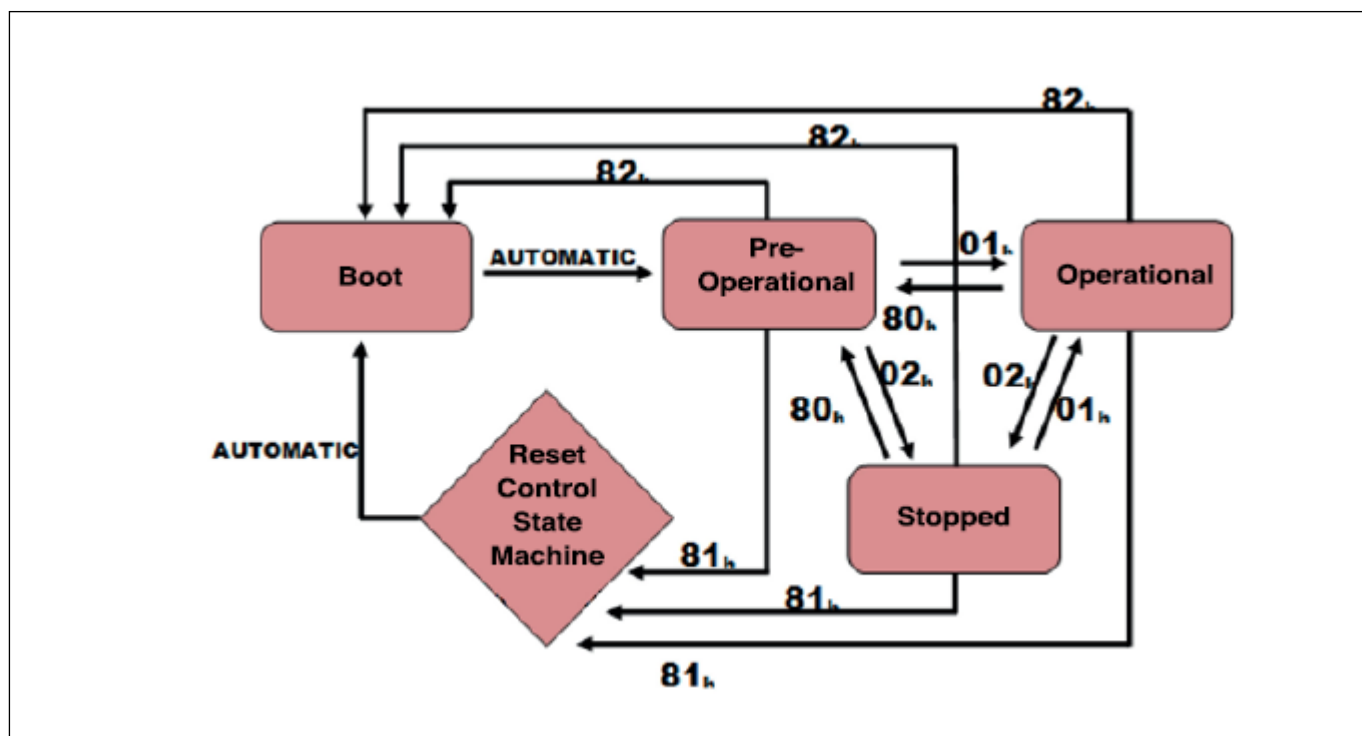 82h
82h
82h
Boot
AUTOMATIC
Pre-
Operational
01h
80h
Operational
80h
02h
02h
01h
AUTOMATIC
Reset
Control
State
Machine
Stopped
81h
81h
81h